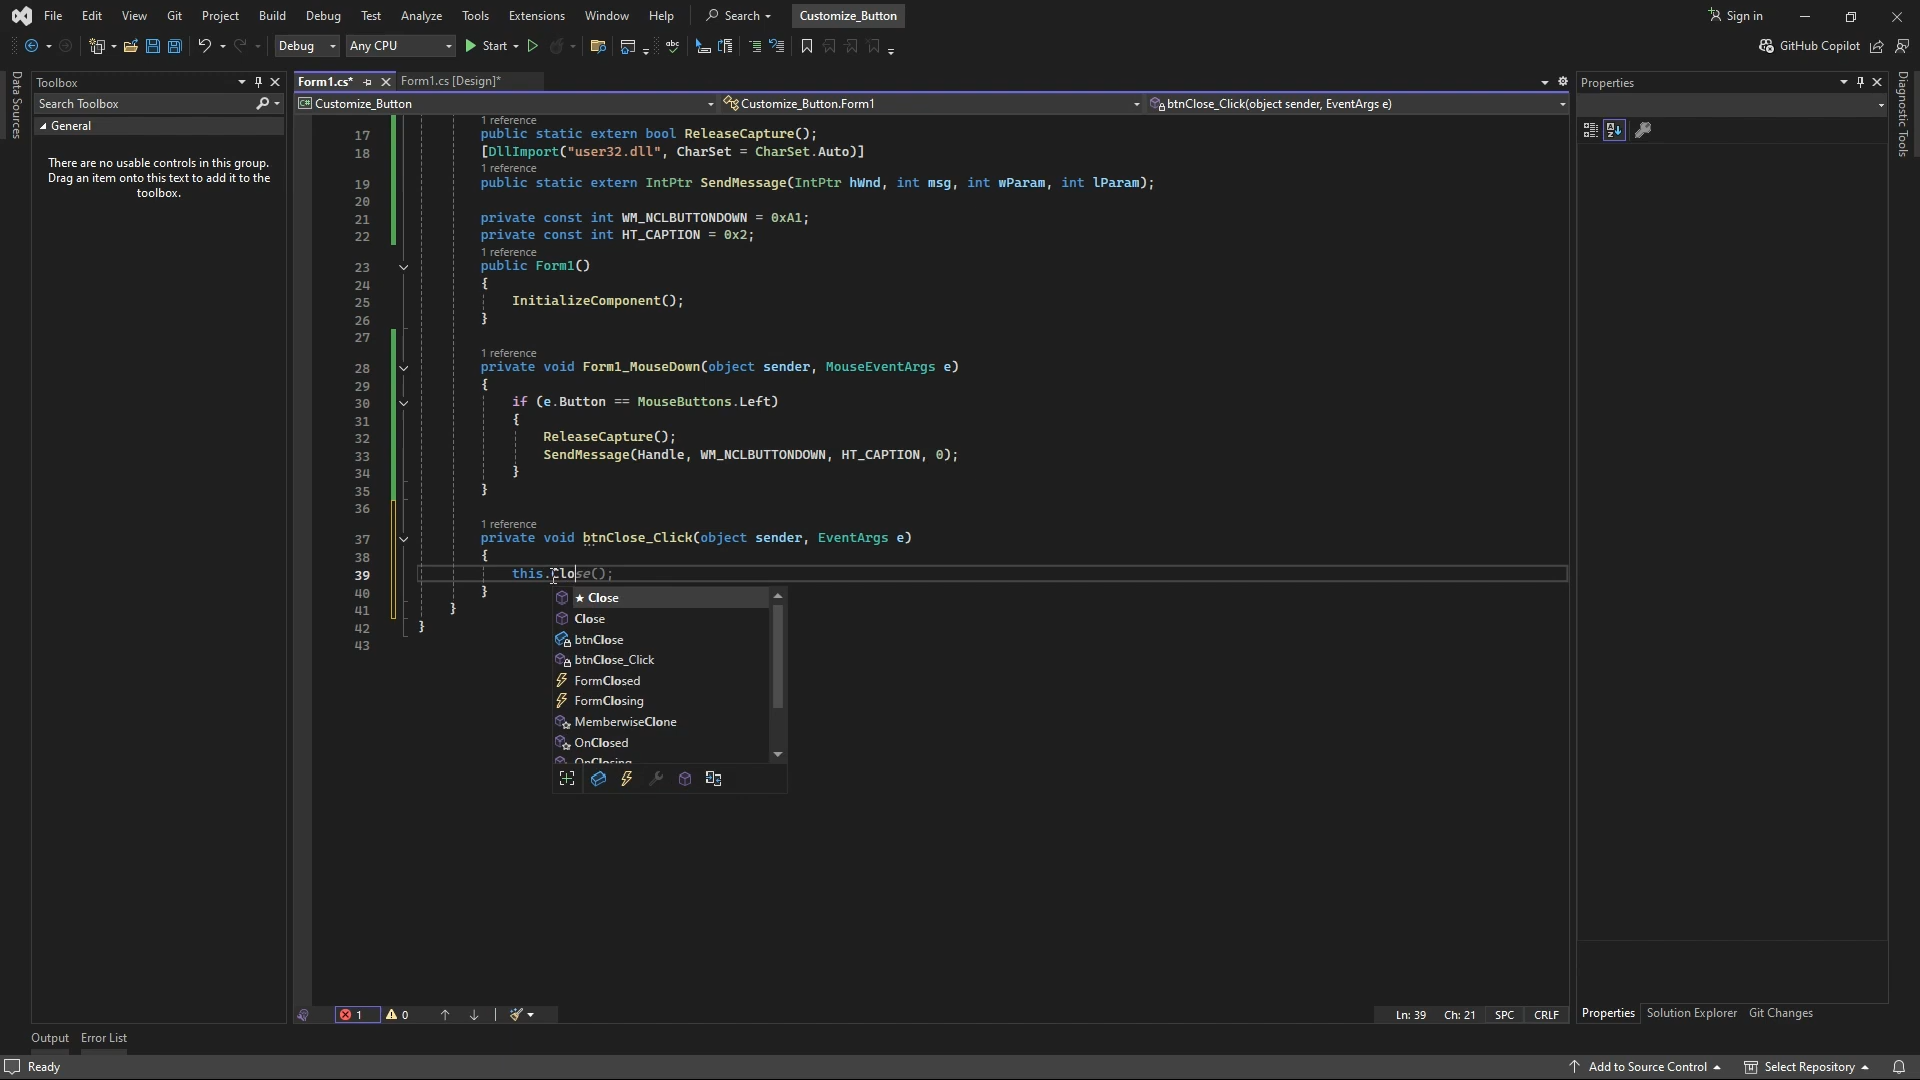 File Edit View Git Project Build Debug Test Analyze Tools Extensions Window Help Search Customize_Button Sign in
Debug Any CPU Start GitHub Copilot
Data Sources
Toolbox
Search Toolbox
General
There are no usable controls in this group.
Drag an item onto this text to add it to the
toolbox.
Form1.cs* Form1.cs [Design]*
Customize_Button Customize_Button.Form1 btnClose_Click(object sender, EventArgs e)
1 reference
17 public static extern bool ReleaseCapture();
18 [DllImport("user32.dll", CharSet = CharSet.Auto)]
1 reference
19 public static extern IntPtr SendMessage(IntPtr hWnd, int msg, int wParam, int lParam);
20
21 private const int WM_NCLBUTTONDOWN = 0xA1;
22 private const int HT_CAPTION = 0x2;
1 reference
23 public Form1()
24 {
25 InitializeComponent();
26 }
27
1 reference
28 private void Form1_MouseDown(object sender, MouseEventArgs e)
29 {
30 if (e.Button == MouseButtons.Left)
31 {
32 ReleaseCapture();
33 SendMessage(Handle, WM_NCLBUTTONDOWN, HT_CAPTION, 0);
34 }
35 }
36
1 reference
37 private void btnClose_Click(object sender, EventArgs e)
38 {
39 this.Close();
40 }
41 }
42 }
43
★ Close
Close
btnClose
btnClose_Click
FormClosed
FormClosing
MemberwiseClone
OnClosed
OnClosing
1 0 Ln: 39 Ch: 21 SPC CRLF
Properties
Diagnostic Tools
Properties Solution Explorer Git Changes
Output Error List
Ready Add to Source Control Select Repository